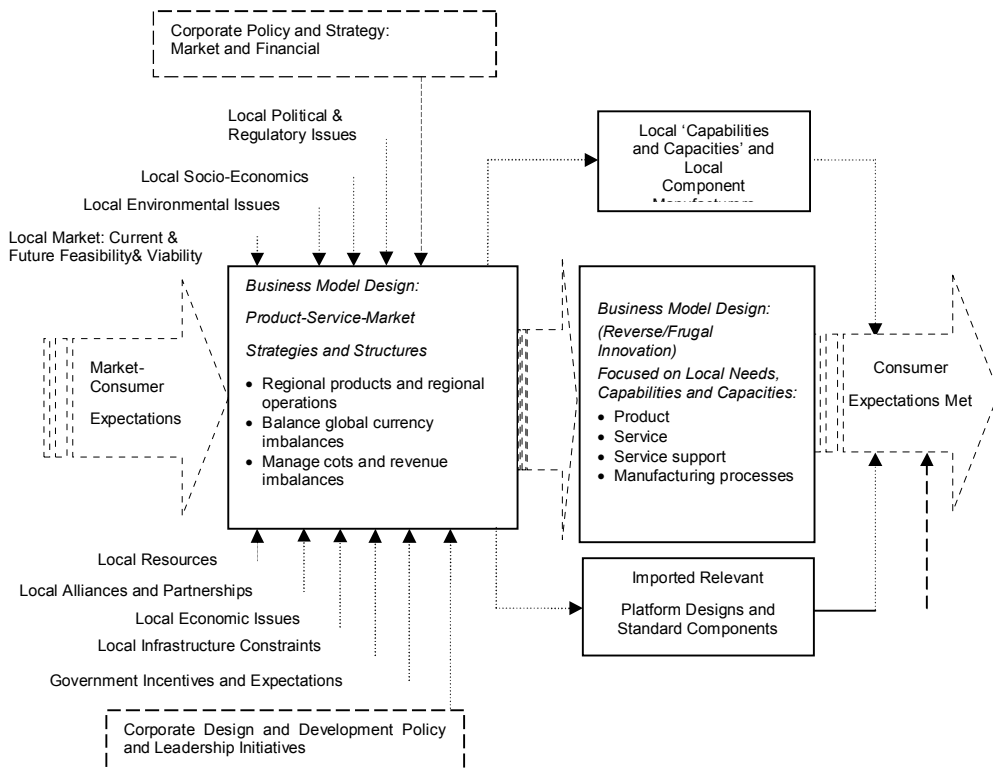 Corporate Policy and Strategy:
Market and Financial
Local Political &
Regulatory Issues
Local Socio-Economics
Local Environmental Issues
Local Market: Current &
Future Feasibility& Viability
Market-
Consumer
Expectations
Business Model Design:
Product-Service-Market
Strategies and Structures
• Regional products and regional
operations
• Balance global currency
imbalances
• Manage cots and revenue
imbalances
Local Resources
Local Alliances and Partnerships
Local Economic Issues
Local Infrastructure Constraints
Government Incentives and Expectations
Corporate Design and Development Policy
and Leadership Initiatives
Local ‘Capabilities
and Capacities’ and
Local
Component
Business Model Design:
(Reverse/Frugal
Innovation)
Focused on Local Needs,
Capabilities and Capacities:
• Product
• Service
• Service support
• Manufacturing processes
Imported Relevant
Platform Designs and
Standard Components
Consumer
Expectations Met